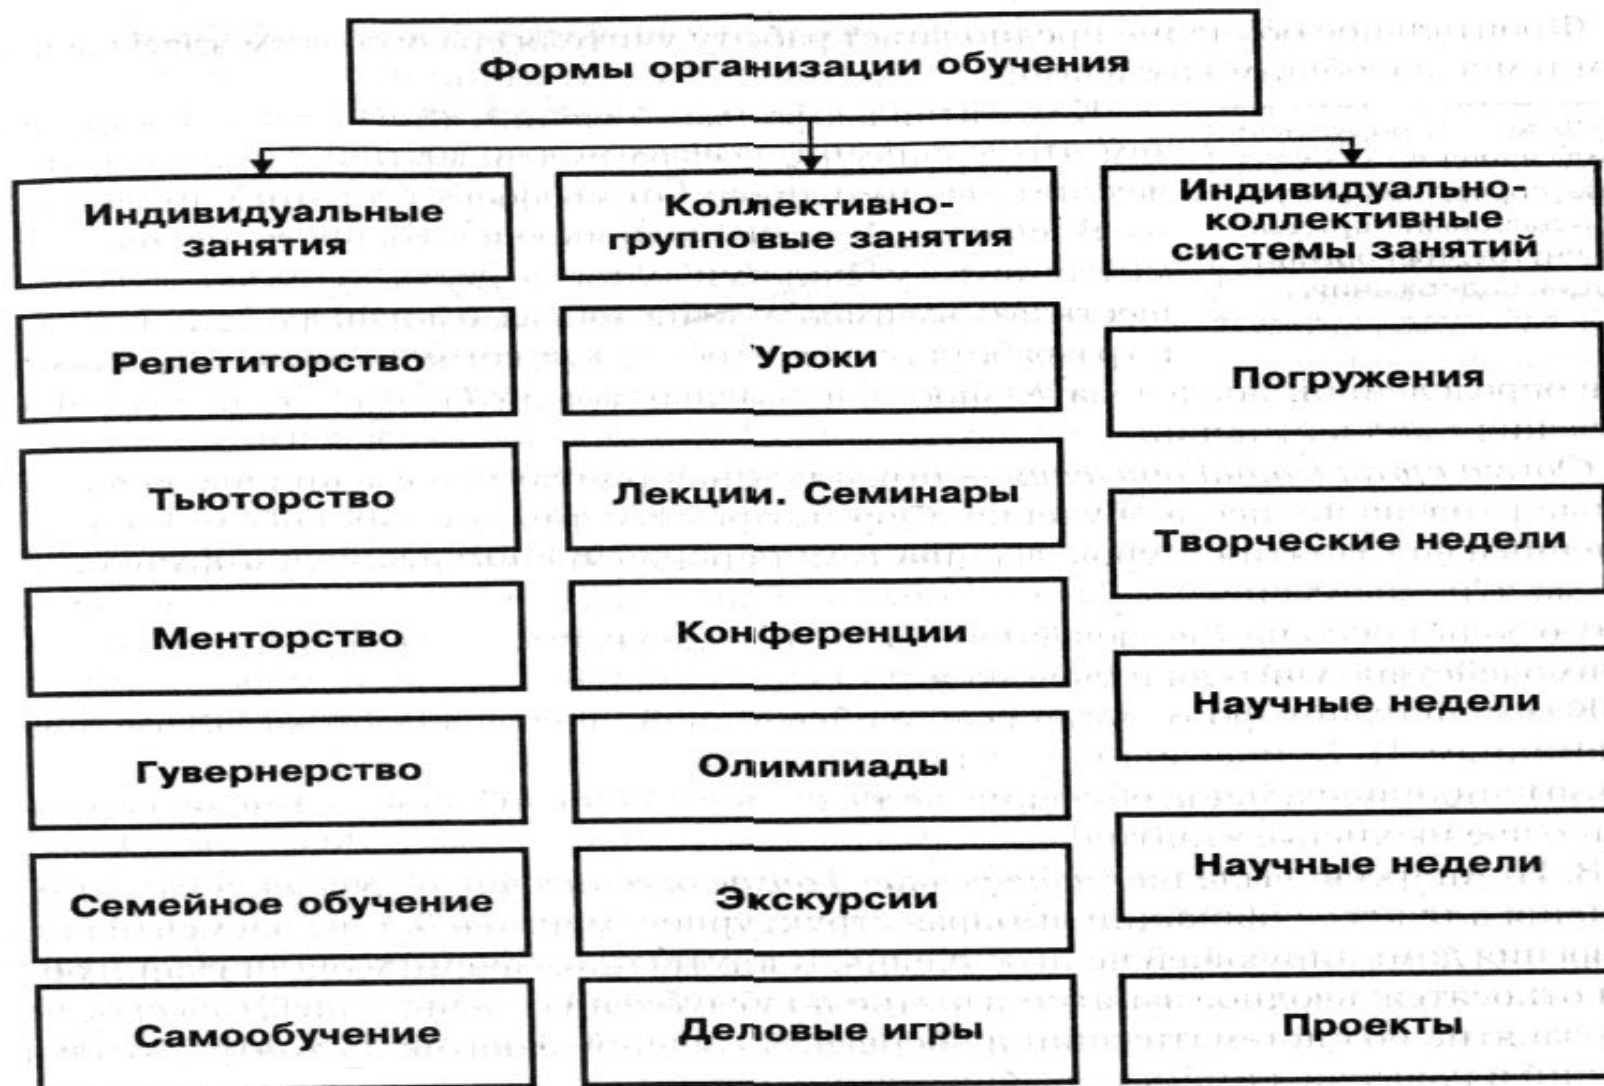 Формы организации обучения
Индивидуальные
занятия
Коллективно-
групповые занятия
Индивидуально-
коллективные
системы занятий
Репетиторство
Уроки
Погружения
Тьюторство
Лекции. Семинары
Творческие недели
Менторство
Конференции
Научные недели
Гувернерство
Олимпиады
Научные недели
Семейное обучение
Экскурсии
Проекты
Самообучение
Деловые игры